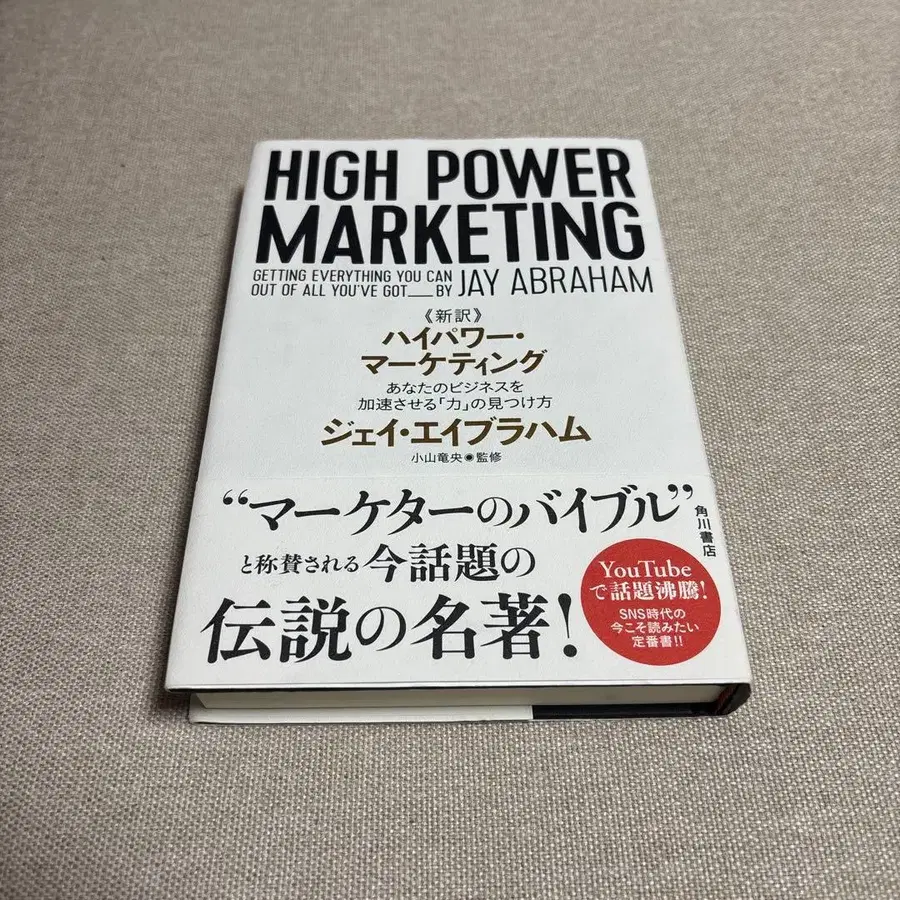 HIGH POWER
MARKETING
GETTING EVERYTHING YOU CAN
OUT OF ALL YOU'VE GOT__BY JAY ABRAHAM
《新訳》
ハイパワー・
マーケティング
あなたのビジネスを
加速させる「力」の見つけ方
ジェイ・エイブラハム
小山竜央◉監修
“マーケターのバイブル”
と称賛される今話題の
伝説の名著!
角川書店
YouTube
で話題沸騰!
SNS時代の
今こそ読みたい
定番書!!